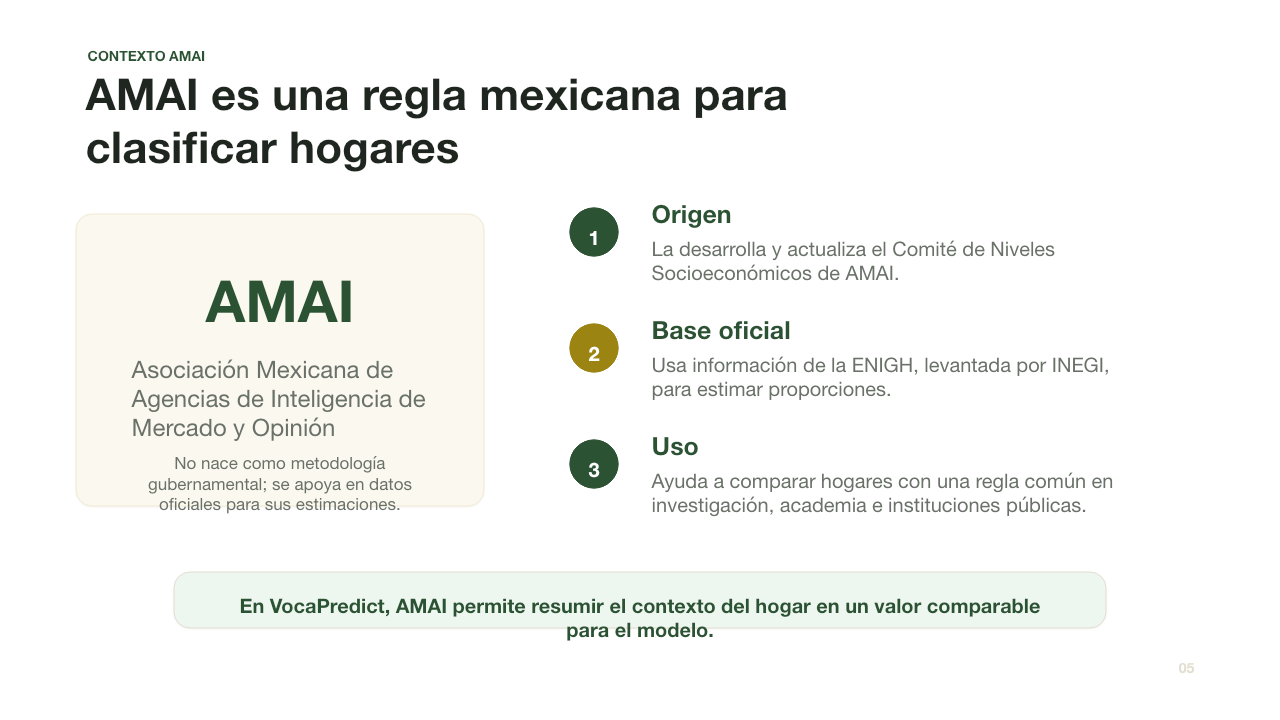 CONTEXTO AMAI
AMAI es una regla mexicana para
clasificar hogares
AMAI
Asociación Mexicana de
Agencias de Inteligencia de
Mercado y Opinión
No nace como metodología
gubernamental; se apoya en datos
oficiales para sus estimaciones.
1
Origen
La desarrolla y actualiza el Comité de Niveles
Socioeconómicos de AMAI.
2
Base oficial
Usa información de la ENIGH, levantada por INEGI,
para estimar proporciones.
3
Uso
Ayuda a comparar hogares con una regla común en
investigación, academia e instituciones públicas.
En VocaPredict, AMAI permite resumir el contexto del hogar en un valor comparable
para el modelo.
05